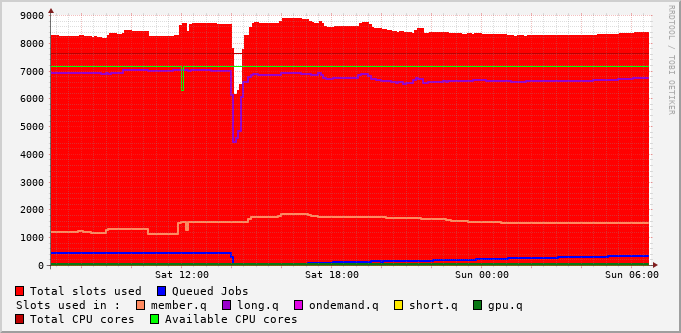 9000
8000
7000
6000
5000
4000
3000
2000
1000
0
Sat 12:00 Sat 18:00 Sun 00:00 Sun 06:00
RRDTOOL / TOBI OETIKER
Total slots used Queued Jobs
Slots used in : member.q long.q ondemand.q short.q gpu.q
Total CPU cores Available CPU cores